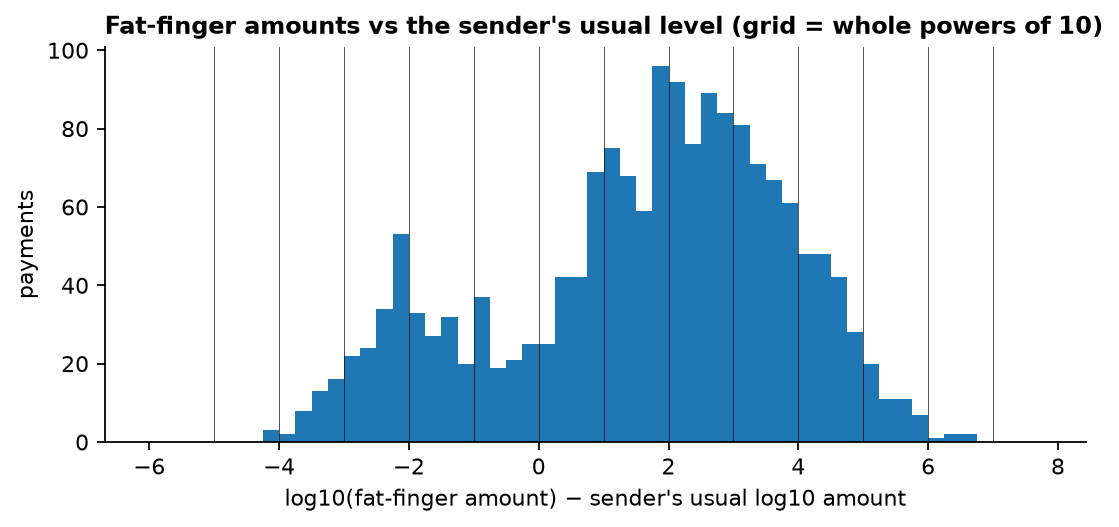 Fat-finger amounts vs the sender's usual level (grid = whole powers of 10)
100
80
60
40
20
0
payments
−6 −4 −2 0 2 4 6 8
log10(fat-finger amount) − sender's usual log10 amount